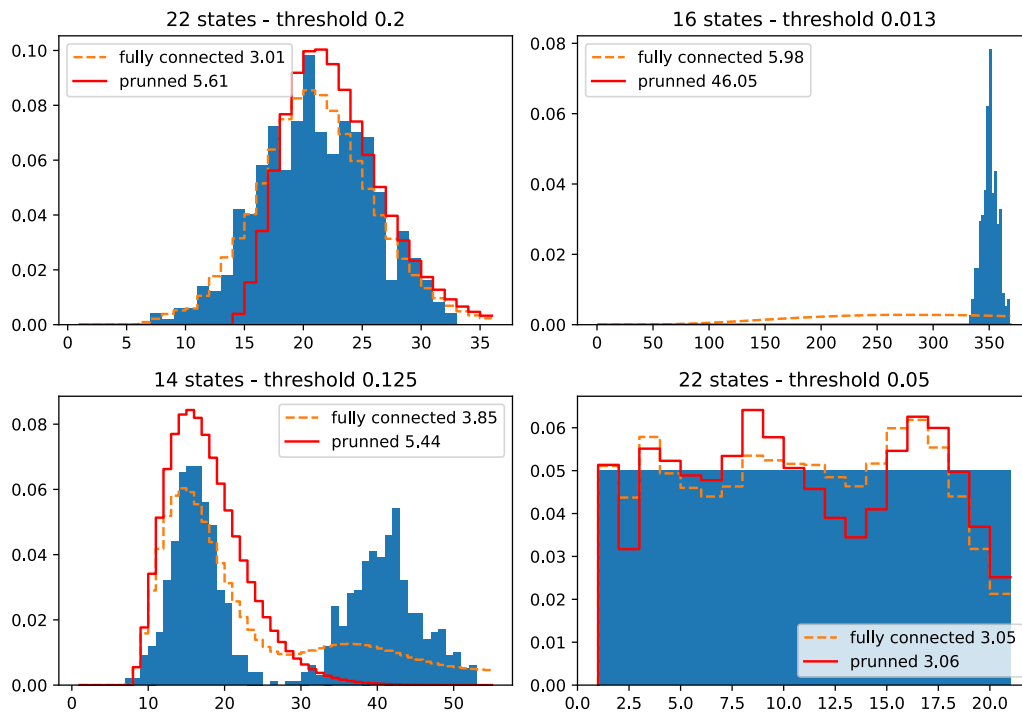 22 states - threshold 0.2
fully connected 3.01
prunned 5.61
0.10
0.08
0.06
0.04
0.02
0.00
0 5 10 15 20 25 30 35
16 states - threshold 0.013
fully connected 5.98
prunned 46.05
0.08
0.06
0.04
0.02
0.00
0 50 100 150 200 250 300 350
14 states - threshold 0.125
fully connected 3.85
prunned 5.44
0.08
0.06
0.04
0.02
0.00
0 10 20 30 40 50
22 states - threshold 0.05
0.06
0.05
0.04
0.03
0.02
0.01
0.00
fully connected 3.05
prunned 3.06
2.5 5.0 7.5 10.0 12.5 15.0 17.5 20.0